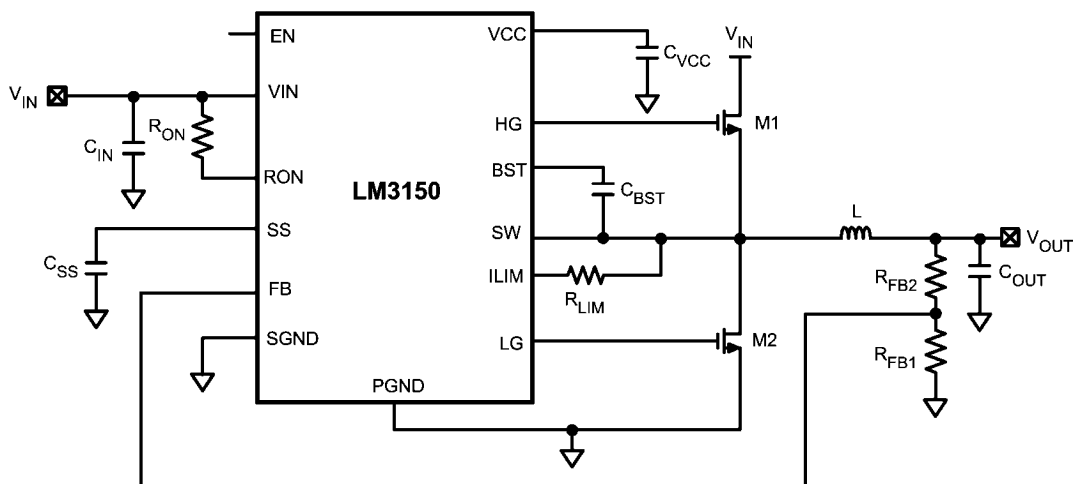 EN
VCC
V_IN
C_VCC
V_IN
VIN
R_ON
HG
M1
C_IN
BST
RON
LM3150
C_BST
SS
SW
L
V_OUT
C_SS
ILIM
R_FB2
C_OUT
FB
R_LIM
SGND
LG
M2
R_FB1
PGND